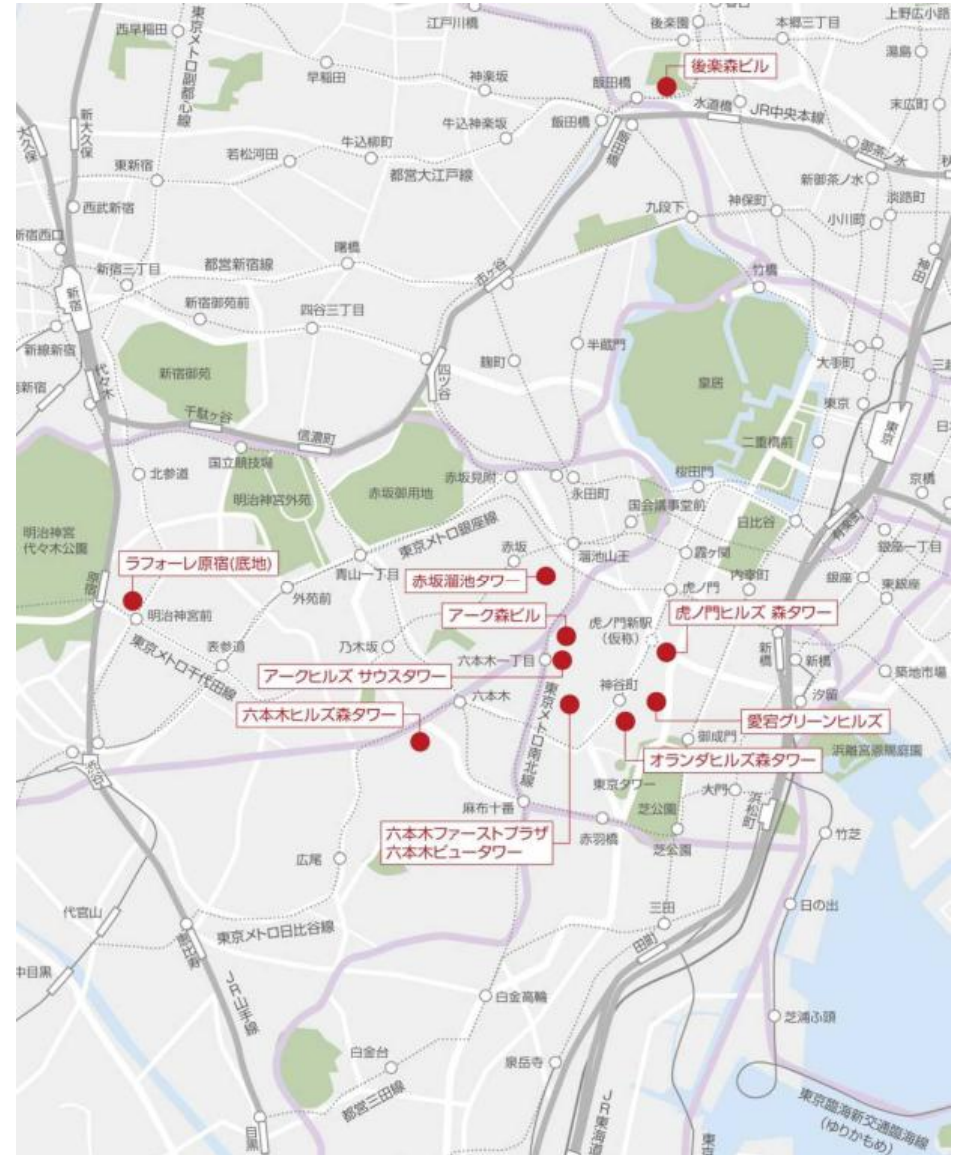 江戸川橋
後楽園
春日
本郷三丁目
上野広小路
西早稲田
東京メトロ副都心線
湯島
早稲田
神楽坂
飯田橋
後楽森ビル
末広町
水道橋
JR中央本線
大久保
新大久保
牛込柳町
牛込神楽坂
飯田橋
飯田橋
御茶ノ水
若松河田
都営大江戸線
東新宿
新御茶ノ水
秋
西武新宿
九段下
神保町
淡路町
小川町
新宿西口
曙橋
新宿三丁目
都営新宿線
市ヶ谷
竹橋
神田
新宿
新宿御苑前
四谷三丁目
新線新宿
麹町
半蔵門
大手町
三越
新宿御苑
四ツ谷
皇居
代々木
東京
千駄ヶ谷
信濃町
二重橋前
東京
国立競技場
北参道
赤坂見附
永田町
桜田門
京橋
明治神宮外苑
赤坂御用地
国会議事堂前
日比谷
有楽町
明治神宮
代々木公園
東京メトロ銀座線
赤坂
溜池山王
霞ヶ関
銀座一丁目
ラフォーレ原宿(底地)
青山一丁目
赤坂溜池タワー
内幸町
銀座
東銀座
原宿
外苑前
虎ノ門
明治神宮前
アーク森ビル
虎ノ門新駅
(仮称)
虎ノ門ヒルズ 森タワー
表参道
乃木坂
六本木一丁目
新橋
新橋
築地市場
東京メトロ千代田線
アークヒルズ サウスタワー
神谷町
汐留
六本木ヒルズ森タワー
六本木
東京メトロ南北線
愛宕グリーンヒルズ
御成門
浜離宮恩賜庭園
オランダヒルズ森タワー
渋谷
東京タワー
大門
浜松町
麻布十番
芝公園
六本木ファーストプラザ
六本木ビュータワー
赤羽橋
芝公園
竹芝
広尾
代官山
三田
日の出
東京メトロ日比谷線
恵比寿
田町
中目黒
JR山手線
白金高輪
芝浦ふ頭
白金台
泉岳寺
都営三田線
目黒
JR東海道
東京
東京臨海新交通臨海線
(ゆりかもめ)